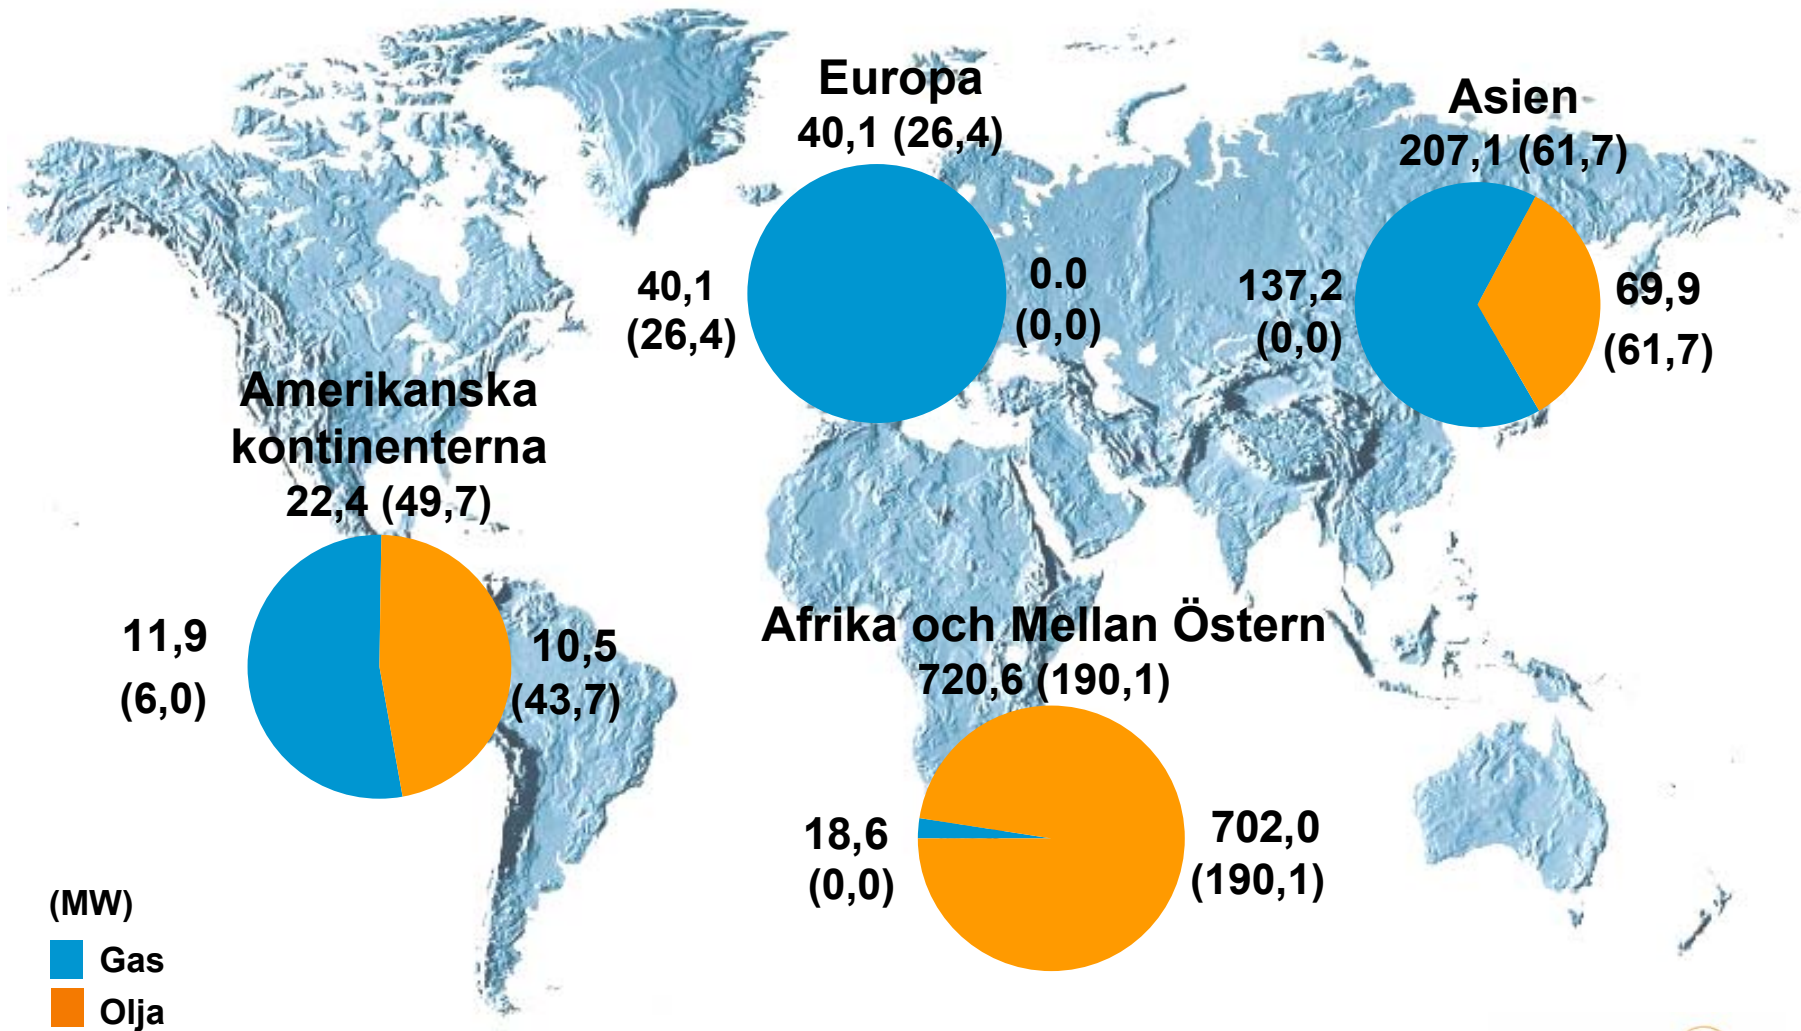 Europa
40,1 (26,4)
40,1
(26,4)
0.0
(0,0)
Asien
207,1 (61,7)
137,2
(0,0)
69,9
(61,7)
Amerikanska
kontinenterna
22,4 (49,7)
11,9
(6,0)
10,5
(43,7)
Afrika och Mellan Östern
720,6 (190,1)
18,6
(0,0)
702,0
(190,1)
(MW)
Gas
Olja